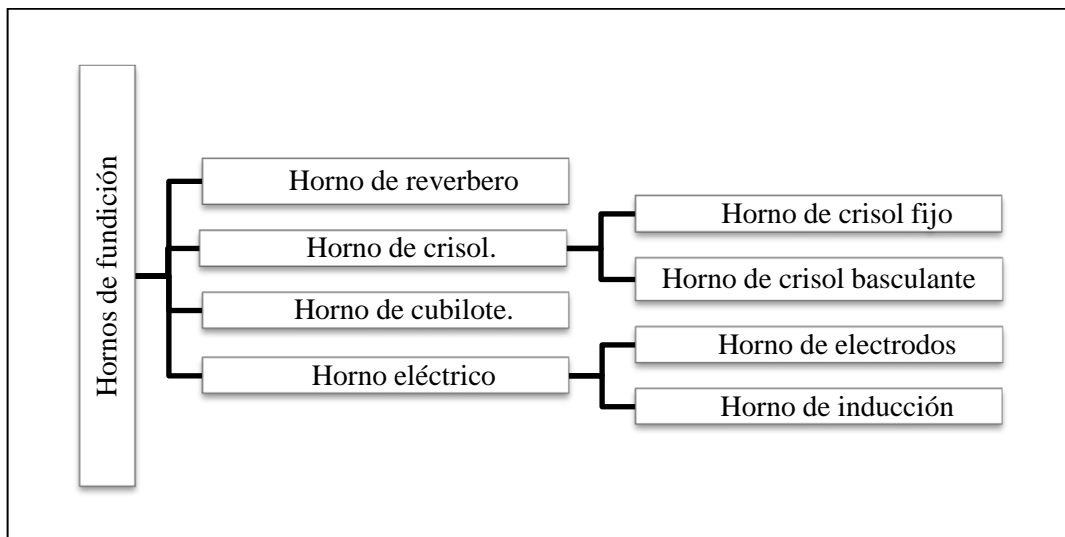 Hornos de fundición
Horno de reverbero
Horno de crisol.
Horno de crisol fijo
Horno de crisol basculante
Horno de cubilote.
Horno eléctrico
Horno de electrodos
Horno de inducción